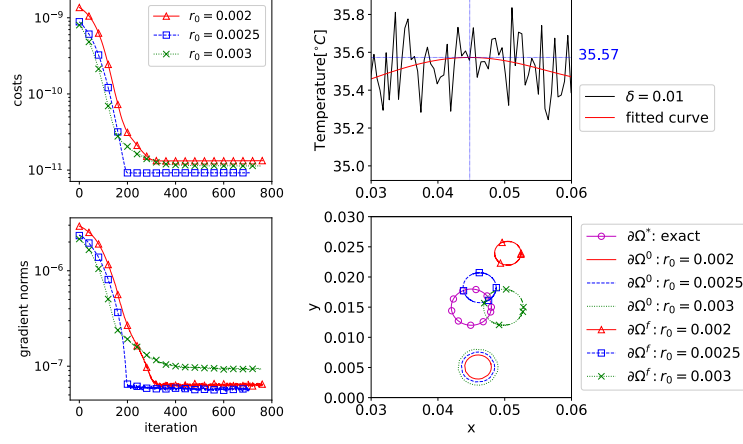 10⁻⁹
10⁻¹⁰
10⁻¹¹
costs
r₀ = 0.002
r₀ = 0.0025
r₀ = 0.003
0 200 400 600 800
35.8
35.6
35.4
35.2
35.0
Temperature[°C]
35.57
δ = 0.01
fitted curve
0.03 0.04 0.05 0.06
10⁻⁶
10⁻⁷
gradient norms
0 200 400 600 800
iteration
0.030
0.025
0.020
0.015
0.010
0.005
0.000
y
0.03 0.04 0.05 0.06
x
∂Ω*: exact
∂Ω⁰ : r₀ = 0.002
∂Ω⁰ : r₀ = 0.0025
∂Ω⁰ : r₀ = 0.003
∂Ωᶠ : r₀ = 0.002
∂Ωᶠ : r₀ = 0.0025
∂Ωᶠ : r₀ = 0.003